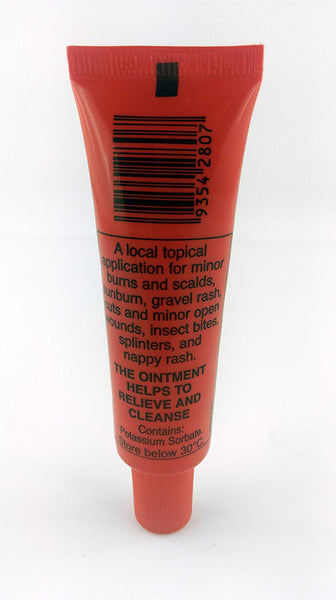 9354 2807
A local topical
application for minor
burns and scalds,
sunburn, gravel rash,
cuts and minor open
wounds, insect bites,
splinters, and
nappy rash.
THE OINTMENT
HELPS TO
RELIEVE AND
CLEANSE
Contains:
Potassium Sorbate.
Store below 30°C.